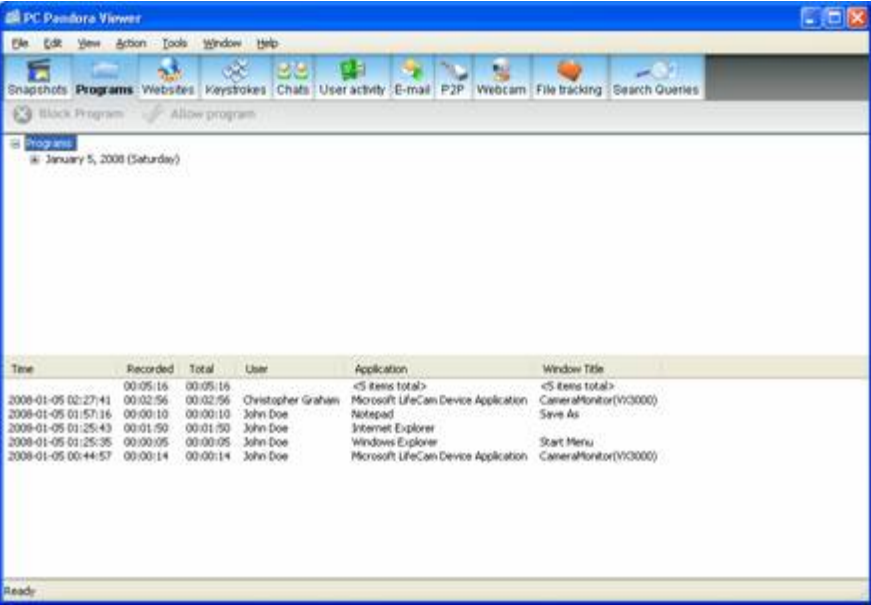 PC Pandora Viewer
File Edit View Action Tools Window Help
Snapshots Programs Websites Keystrokes Chats User activity E-mail P2P Webcam File tracking Search Queries
Block Program Allow program
Programs
January 5, 2008 (Saturday)
Time Recorded Total User Application Window Title
00:05:16 00:05:16 <5 items total> <5 items total>
2008-01-05 02:27:41 00:02:56 00:02:56 Christopher Graham Microsoft LifeCam Device Application CameraMonitor(VX3000)
2008-01-05 01:57:16 00:00:10 00:00:10 John Doe Notepad Save As
2008-01-05 01:25:43 00:01:50 00:01:50 John Doe Internet Explorer
2008-01-05 01:25:35 00:00:05 00:00:05 John Doe Windows Explorer Start Menu
2008-01-05 00:44:57 00:00:14 00:00:14 John Doe Microsoft LifeCam Device Application CameraMonitor(VX3000)
Ready